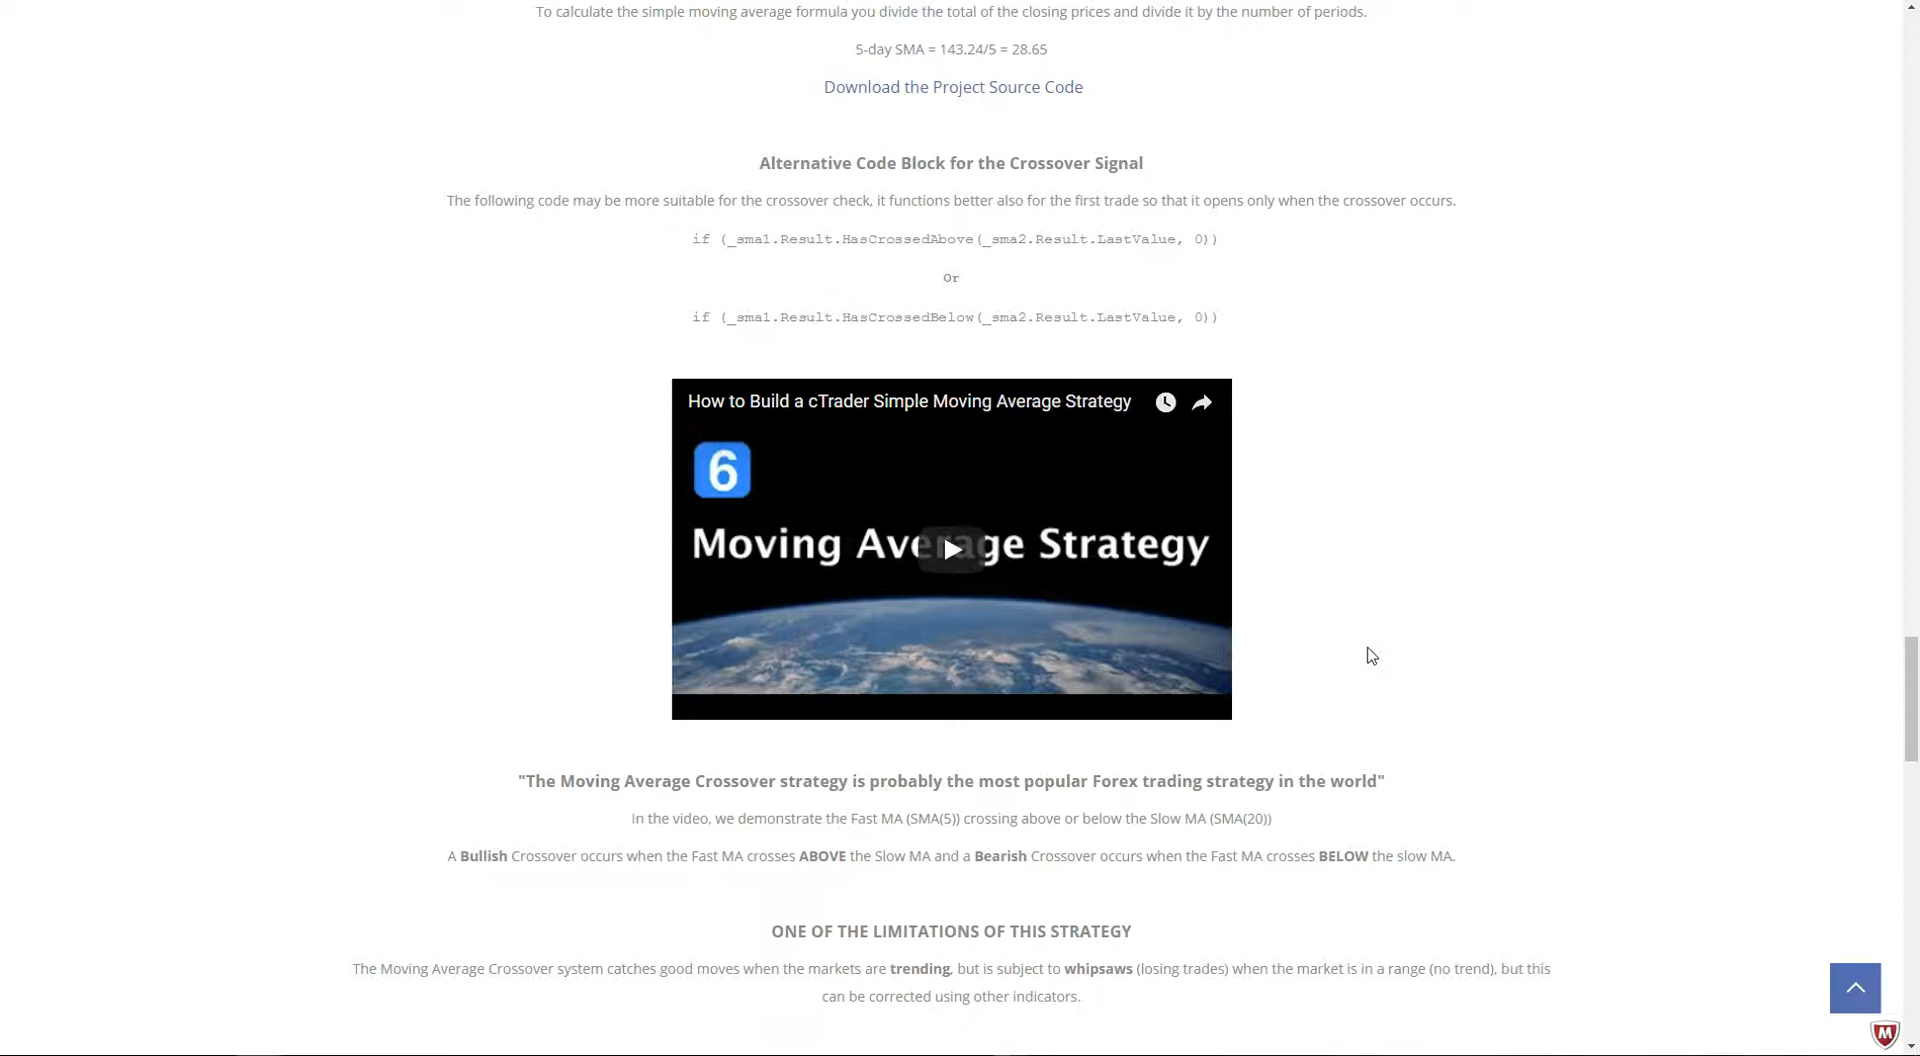 To calculate the simple moving average formula you divide the total of the closing prices and divide it by the number of periods.
5-day SMA = 143.24/5 = 28.65
Download the Project Source Code
Alternative Code Block for the Crossover Signal
The following code may be more suitable for the crossover check, it functions better also for the first trade so that it opens only when the crossover occurs.
if (_sma1.Result.HasCrossedAbove(_sma2.Result.LastValue, 0))
Or
if (_sma1.Result.HasCrossedBelow(_sma2.Result.LastValue, 0))
How to Build a cTrader Simple Moving Average Strategy
6
Moving Average Strategy
"The Moving Average Crossover strategy is probably the most popular Forex trading strategy in the world"
In the video, we demonstrate the Fast MA (SMA(5)) crossing above or below the Slow MA (SMA(20))
A Bullish Crossover occurs when the Fast MA crosses ABOVE the Slow MA and a Bearish Crossover occurs when the Fast MA crosses BELOW the slow MA.
ONE OF THE LIMITATIONS OF THIS STRATEGY
The Moving Average Crossover system catches good moves when the markets are trending, but is subject to whipsaws (losing trades) when the market is in a range (no trend), but this
can be corrected using other indicators.